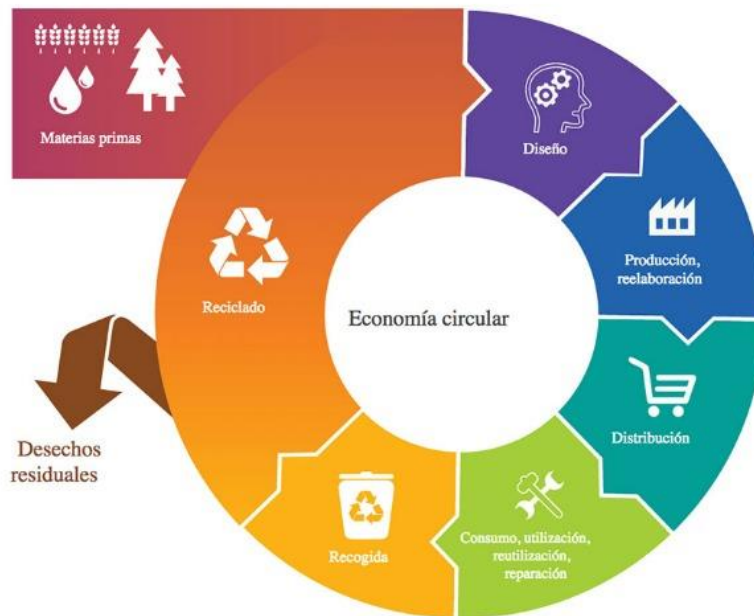 Materias primas
Diseño
Producción,
reelaboración
Distribución
Consumo, utilización,
reutilización,
reparación
Recogida
Reciclado
Desechos
residuales
Economía circular